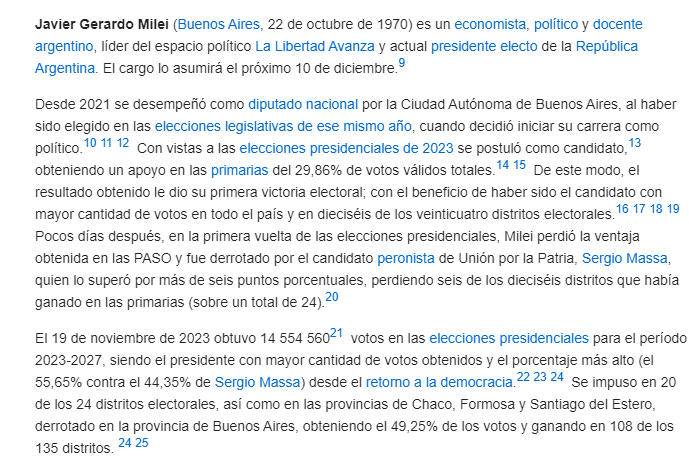 Javier Gerardo Milei (Buenos Aires, 22 de octubre de 1970) es un economista, político y docente
argentino, líder del espacio político La Libertad Avanza y actual presidente electo de la República
Argentina. El cargo lo asumirá el próximo 10 de diciembre.9
Desde 2021 se desempeñó como diputado nacional por la Ciudad Autónoma de Buenos Aires, al haber
sido elegido en las elecciones legislativas de ese mismo año, cuando decidió iniciar su carrera como
político.10 11 12 Con vistas a las elecciones presidenciales de 2023 se postuló como candidato,13
obteniendo un apoyo en las primarias del 29,86% de votos válidos totales.14 15 De este modo, el
resultado obtenido le dio su primera victoria electoral; con el beneficio de haber sido el candidato con
mayor cantidad de votos en todo el país y en dieciséis de los veinticuatro distritos electorales.16 17 18 19
Pocos días después, en la primera vuelta de las elecciones presidenciales, Milei perdió la ventaja
obtenida en las PASO y fue derrotado por el candidato peronista de Unión por la Patria, Sergio Massa,
quien lo superó por más de seis puntos porcentuales, perdiendo seis de los dieciséis distritos que había
ganado en las primarias (sobre un total de 24).20
El 19 de noviembre de 2023 obtuvo 14 554 56021 votos en las elecciones presidenciales para el período
2023-2027, siendo el presidente con mayor cantidad de votos obtenidos y el porcentaje más alto (el
55,65% contra el 44,35% de Sergio Massa) desde el retorno a la democracia.22 23 24 Se impuso en 20
de los 24 distritos electorales, así como en las provincias de Chaco, Formosa y Santiago del Estero,
derrotado en la provincia de Buenos Aires, obteniendo el 49,25% de los votos y ganando en 108 de los
135 distritos. 24 25